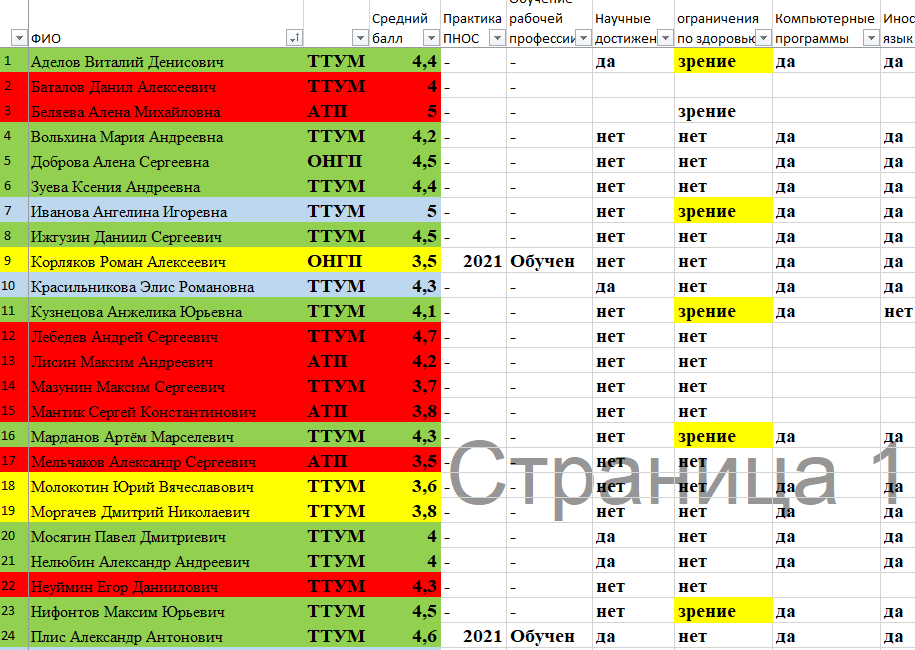 Обучение
Средний Практика рабочей Научные ограничения Компьютерные Инос
ФИО балл ПНОС профессии достижен по здоровью программы язык
1 Аделов Виталий Денисович ТТУМ 4,4 - - да зрение да да
2 Баталов Данил Алексеевич ТТУМ 4 - -
3 Беляева Алена Михайловна АТП 5 - - зрение
4 Вольхина Мария Андреевна ТТУМ 4,2 - - нет нет да да
5 Доброва Алена Сергеевна ОНГП 4,5 - - нет нет да да
6 Зуева Ксения Андреевна ТТУМ 4,4 - - нет нет да да
7 Иванова Ангелина Игоревна ТТУМ 5 - - нет зрение да да
8 Ижгузин Даниил Сергеевич ТТУМ 4,5 - - нет нет да да
9 Корляков Роман Алексеевич ОНГП 3,5 2021 Обучен нет нет да да
10 Красильникова Элис Романовна ТТУМ 4,3 - - да нет да да
11 Кузнецова Анжелика Юрьевна ТТУМ 4,1 - - нет зрение да нет
12 Лебедев Андрей Сергеевич ТТУМ 4,7 - - нет нет
13 Лисин Максим Андреевич АТП 4,2 - - нет нет
14 Мазунин Максим Сергеевич ТТУМ 3,7 - - нет нет
15 Мантик Сергей Константинович АТП 3,8 - - нет нет
16 Марданов Артём Марселевич ТТУМ 4,3 - - нет зрение да да
17 Мельчаков Александр Сергеевич АТП 3,5 - - нет нет
Страница 1
18 Молокотин Юрий Вячеславович ТТУМ 3,6 - - нет нет да да
19 Моргачев Дмитрий Николаевич ТТУМ 3,8 - - нет нет да да
20 Мосягин Павел Дмитриевич ТТУМ 4 - - да нет да да
21 Нелюбин Александр Андреевич ТТУМ 4 - - да нет да да
22 Неуймин Егор Даниилович ТТУМ 4,3 - - нет нет
23 Нифонтов Максим Юрьевич ТТУМ 4,5 - - нет зрение да да
24 Плис Александр Антонович ТТУМ 4,6 2021 Обучен да нет да да